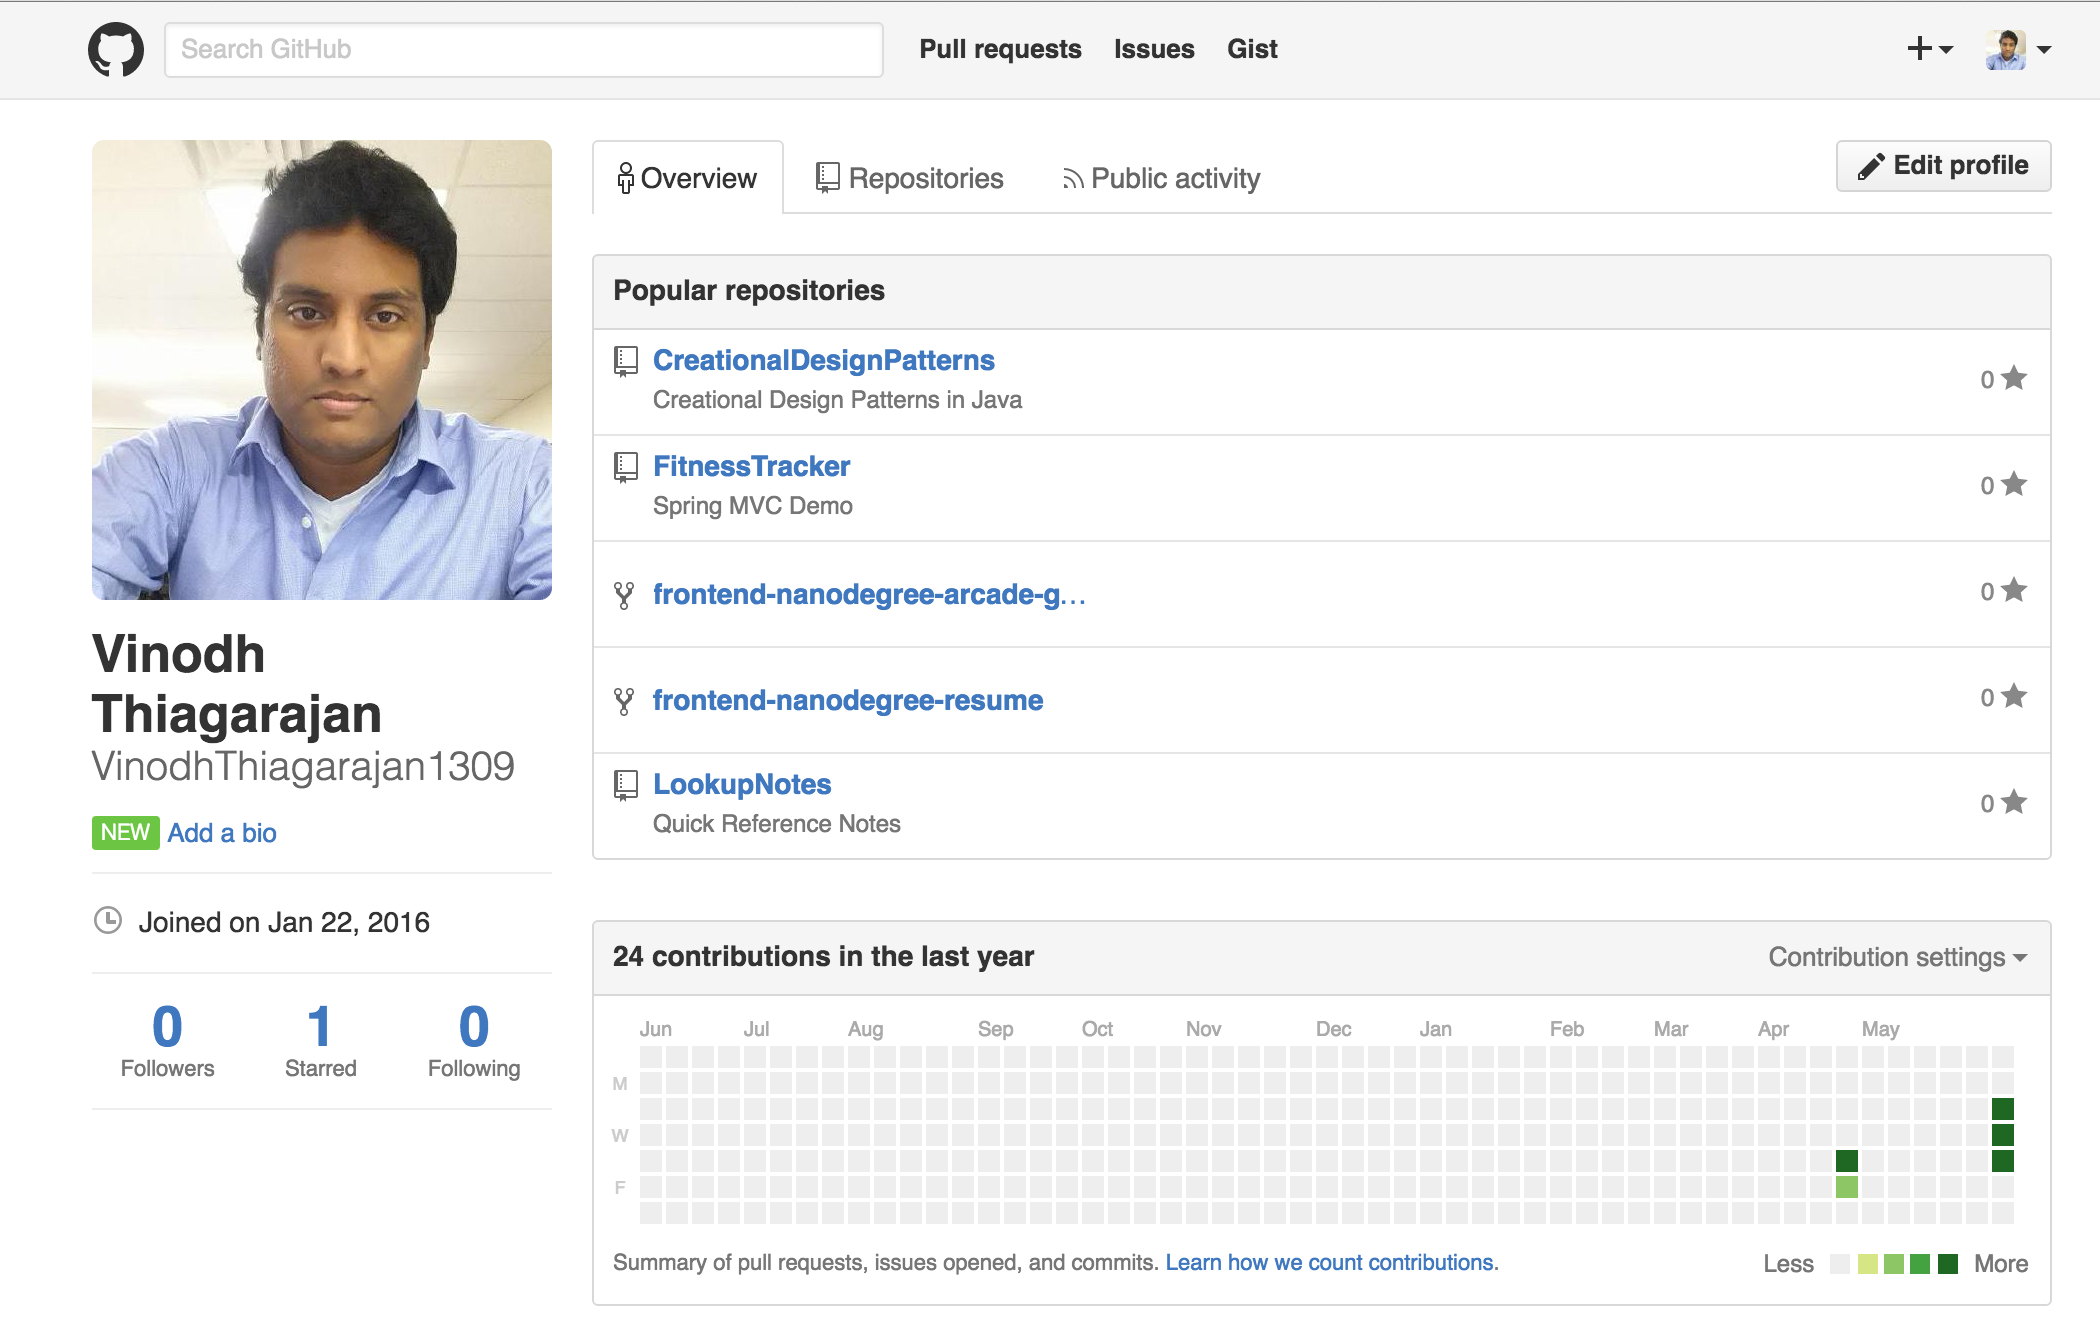 Search GitHub
Pull requests Issues Gist
Overview Repositories Public activity
Edit profile
Vinodh
Thiagarajan
VinodhThiagarajan1309
NEW Add a bio
Joined on Jan 22, 2016
0 1 0
Followers Starred Following
Popular repositories
CreationalDesignPatterns
Creational Design Patterns in Java
0
FitnessTracker
Spring MVC Demo
0
frontend-nanodegree-arcade-g…
0
frontend-nanodegree-resume
0
LookupNotes
Quick Reference Notes
0
24 contributions in the last year
Contribution settings
Jun Jul Aug Sep Oct Nov Dec Jan Feb Mar Apr May
M
W
F
Summary of pull requests, issues opened, and commits. Learn how we count contributions.
Less More